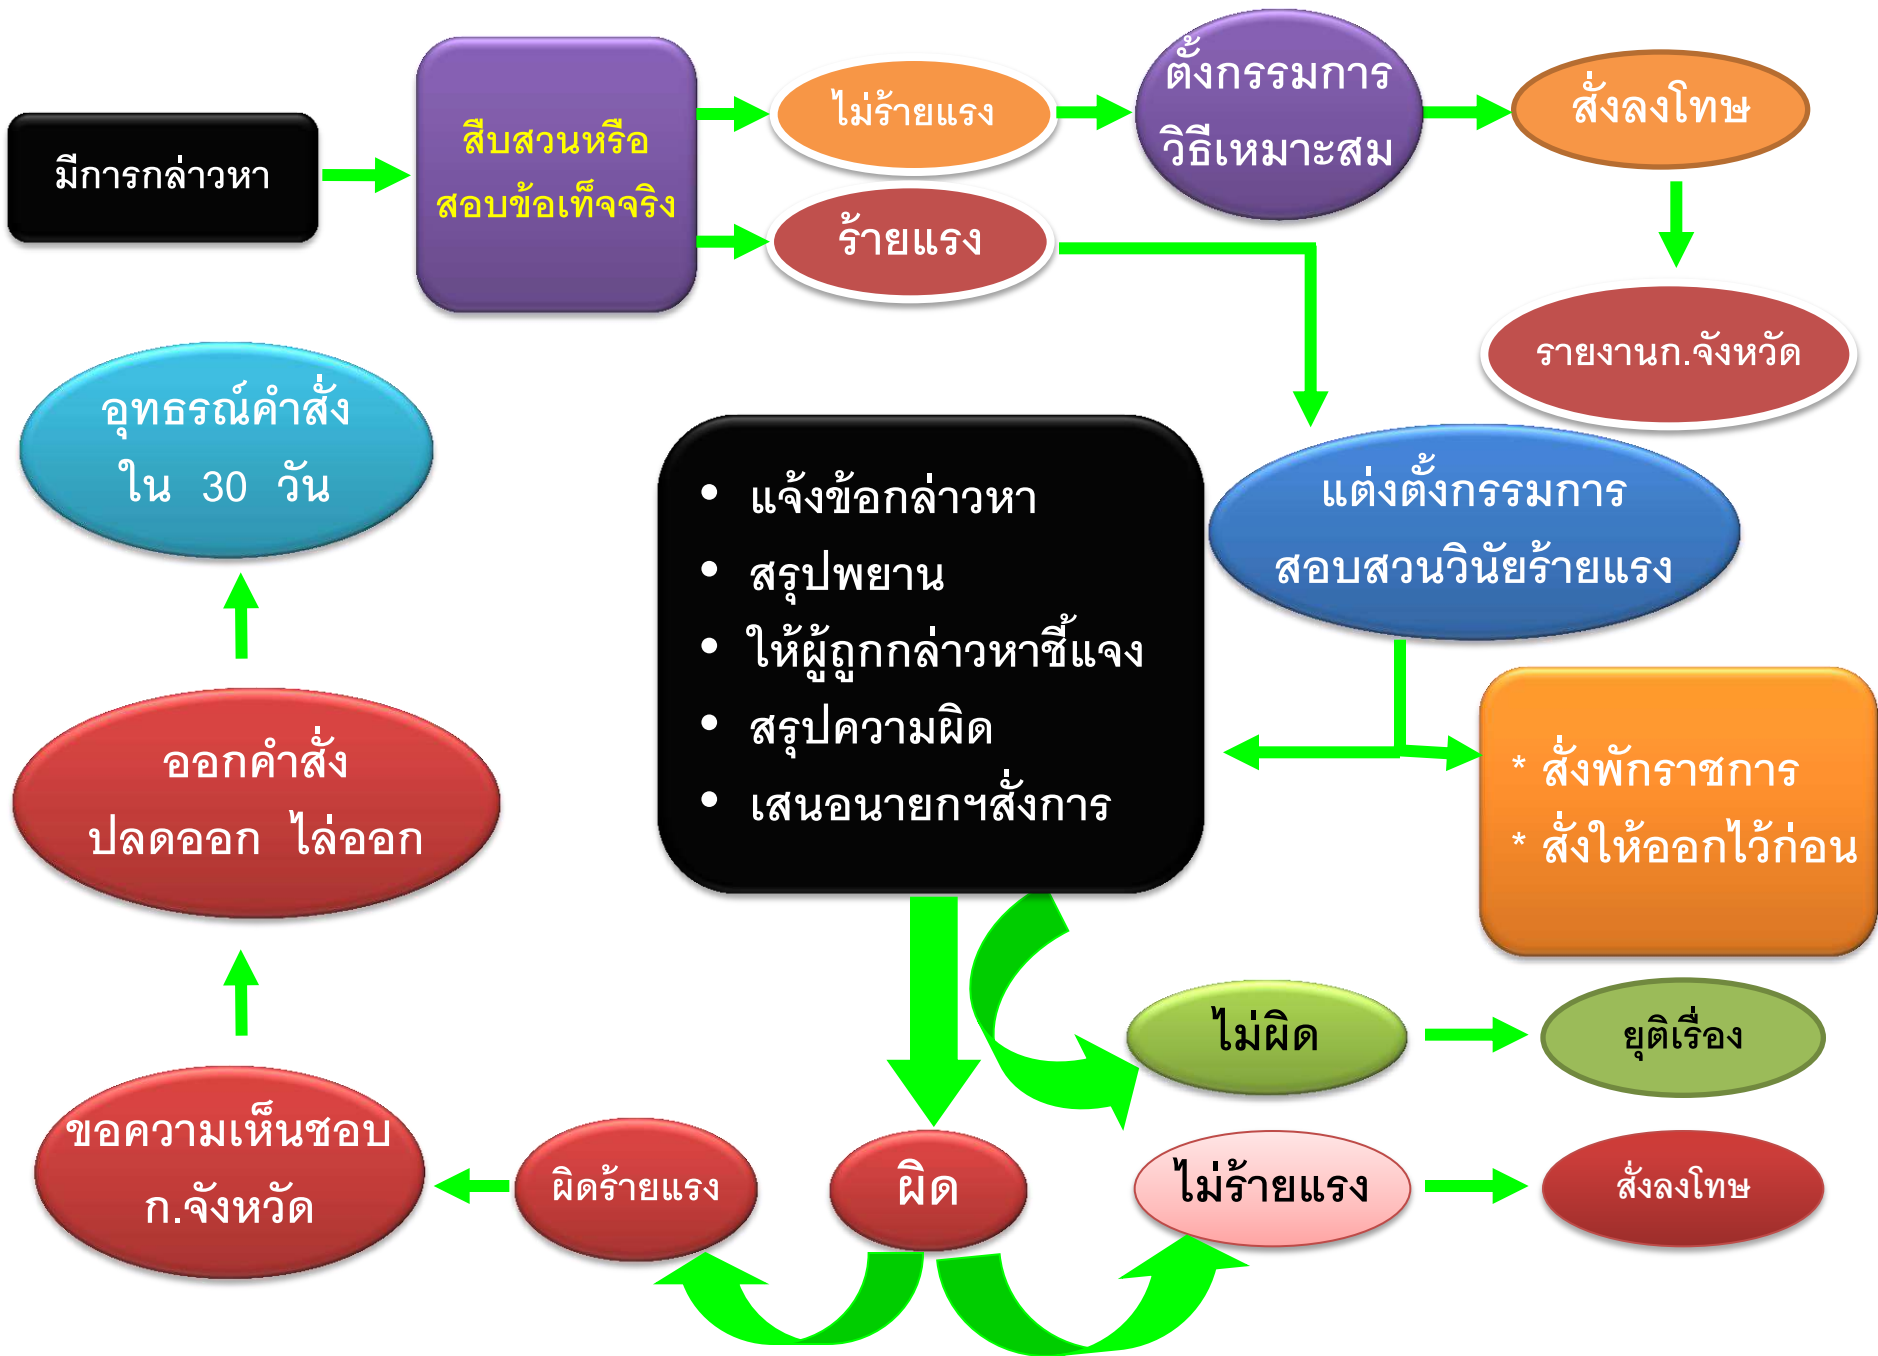 มีการกล่าวหา
สืบสวนหรือ
สอบข้อเท็จจริง
ไม่ร้ายแรง
ร้ายแรง
ตั้งกรรมการ
วิธีเหมาะสม
สั่งลงโทษ
รายงานก.จังหวัด
แต่งตั้งกรรมการ
สอบสวนวินัยร้ายแรง
* สั่งพักราชการ
* สั่งให้ออกไว้ก่อน
• แจ้งข้อกล่าวหา
• สรุปพยาน
• ให้ผู้ถูกกล่าวหาชี้แจง
• สรุปความผิด
• เสนอนายกฯสั่งการ
ไม่ผิด
ยุติเรื่อง
ผิด
ไม่ร้ายแรง
สั่งลงโทษ
ผิดร้ายแรง
ขอความเห็นชอบ
ก.จังหวัด
ออกคำสั่ง
ปลดออก ไล่ออก
อุทธรณ์คำสั่ง
ใน 30 วัน